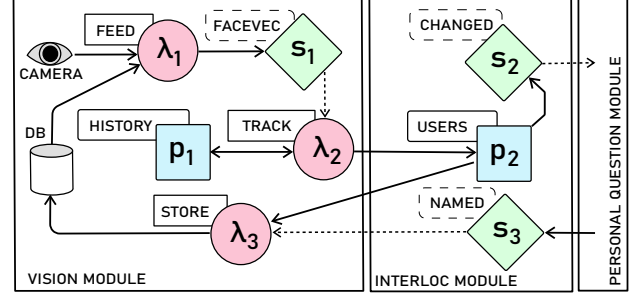 FEED
FACEVEC
CHANGED
λ1
s1
s2
CAMERA
DB
HISTORY
TRACK
USERS
p1
λ2
p2
STORE
NAMED
λ3
s3
VISION MODULE
INTERLOC MODULE
PERSONAL QUESTION MODULE